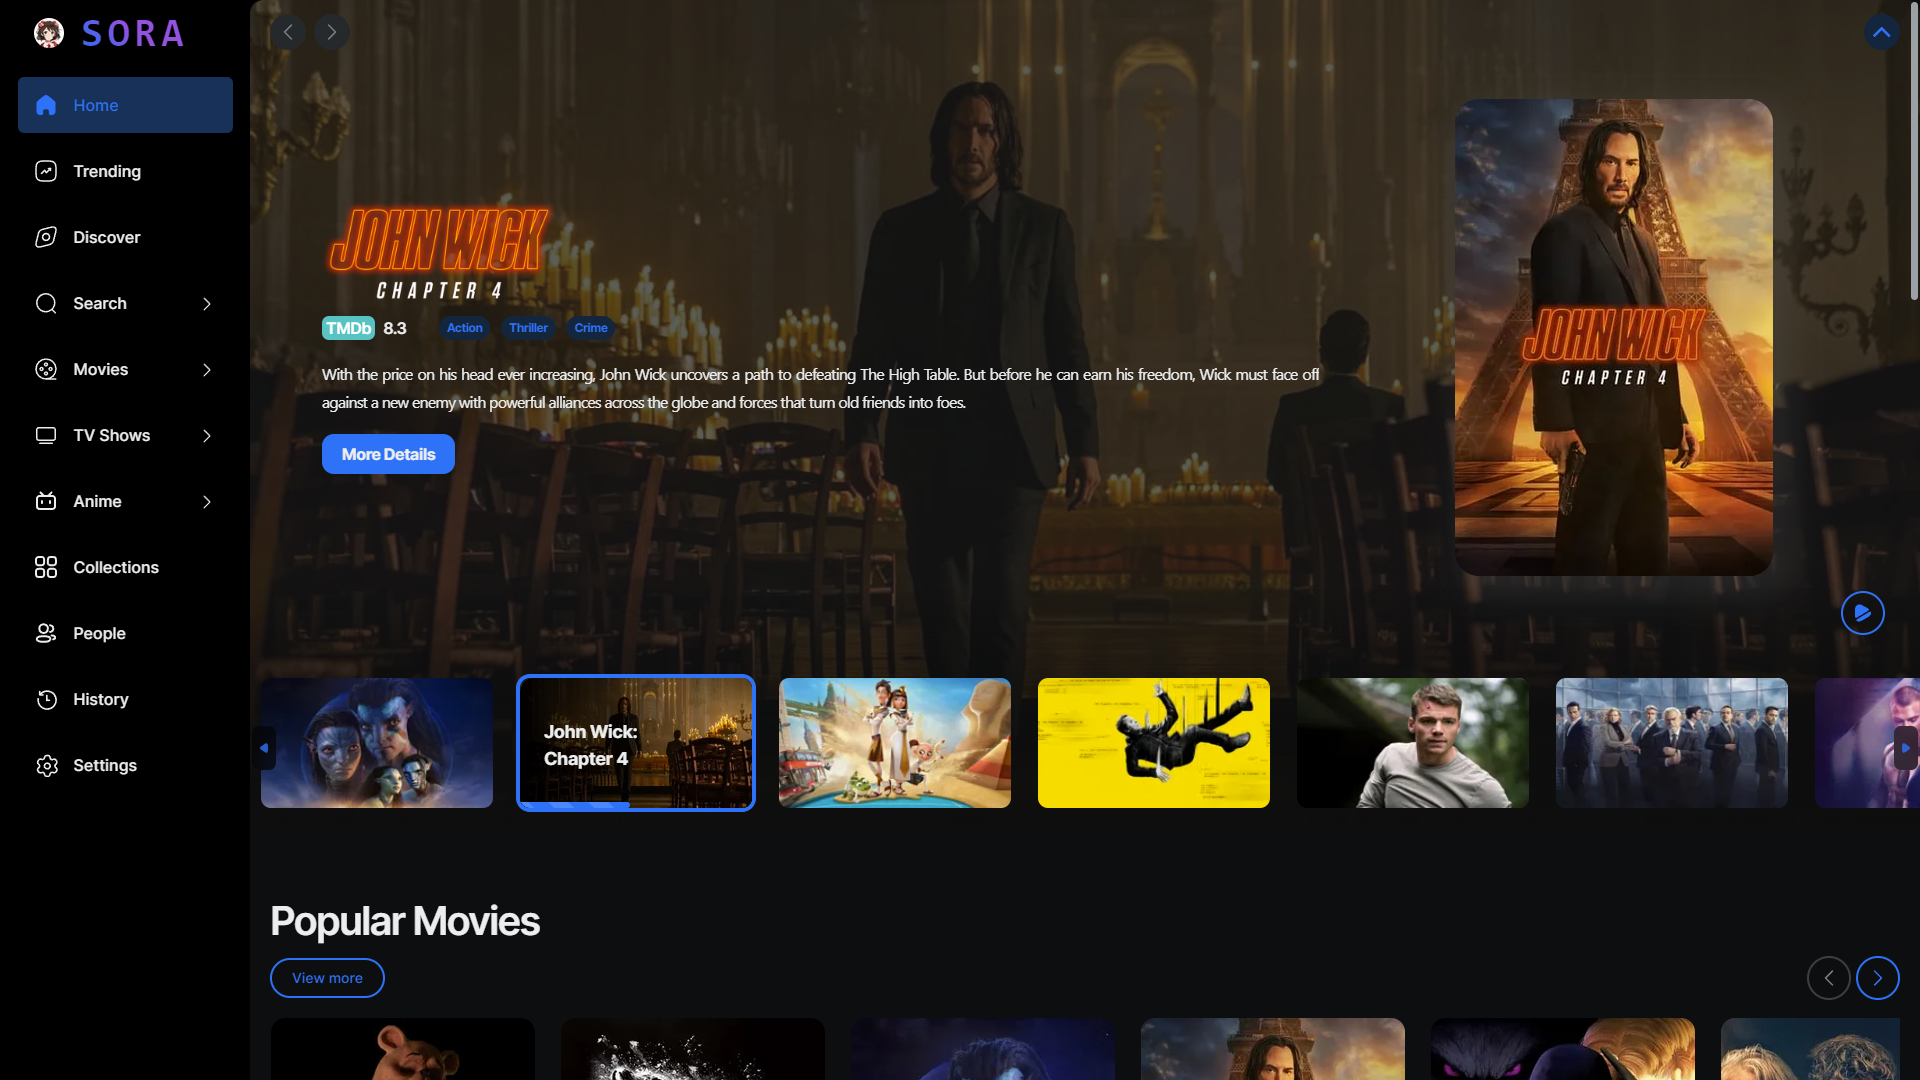 SORA
Home
Trending
Discover
Search
Movies
TV Shows
Anime
Collections
People
History
Settings
JOHN WICK
CHAPTER 4
TMDb 8.3 Action Thriller Crime
With the price on his head ever increasing, John Wick uncovers a path to defeating The High Table. But before he can earn his freedom, Wick must face off
against a new enemy with powerful alliances across the globe and forces that turn old friends into foes.
More Details
JOHN WICK
CHAPTER 4
John Wick:
Chapter 4
Popular Movies
View more